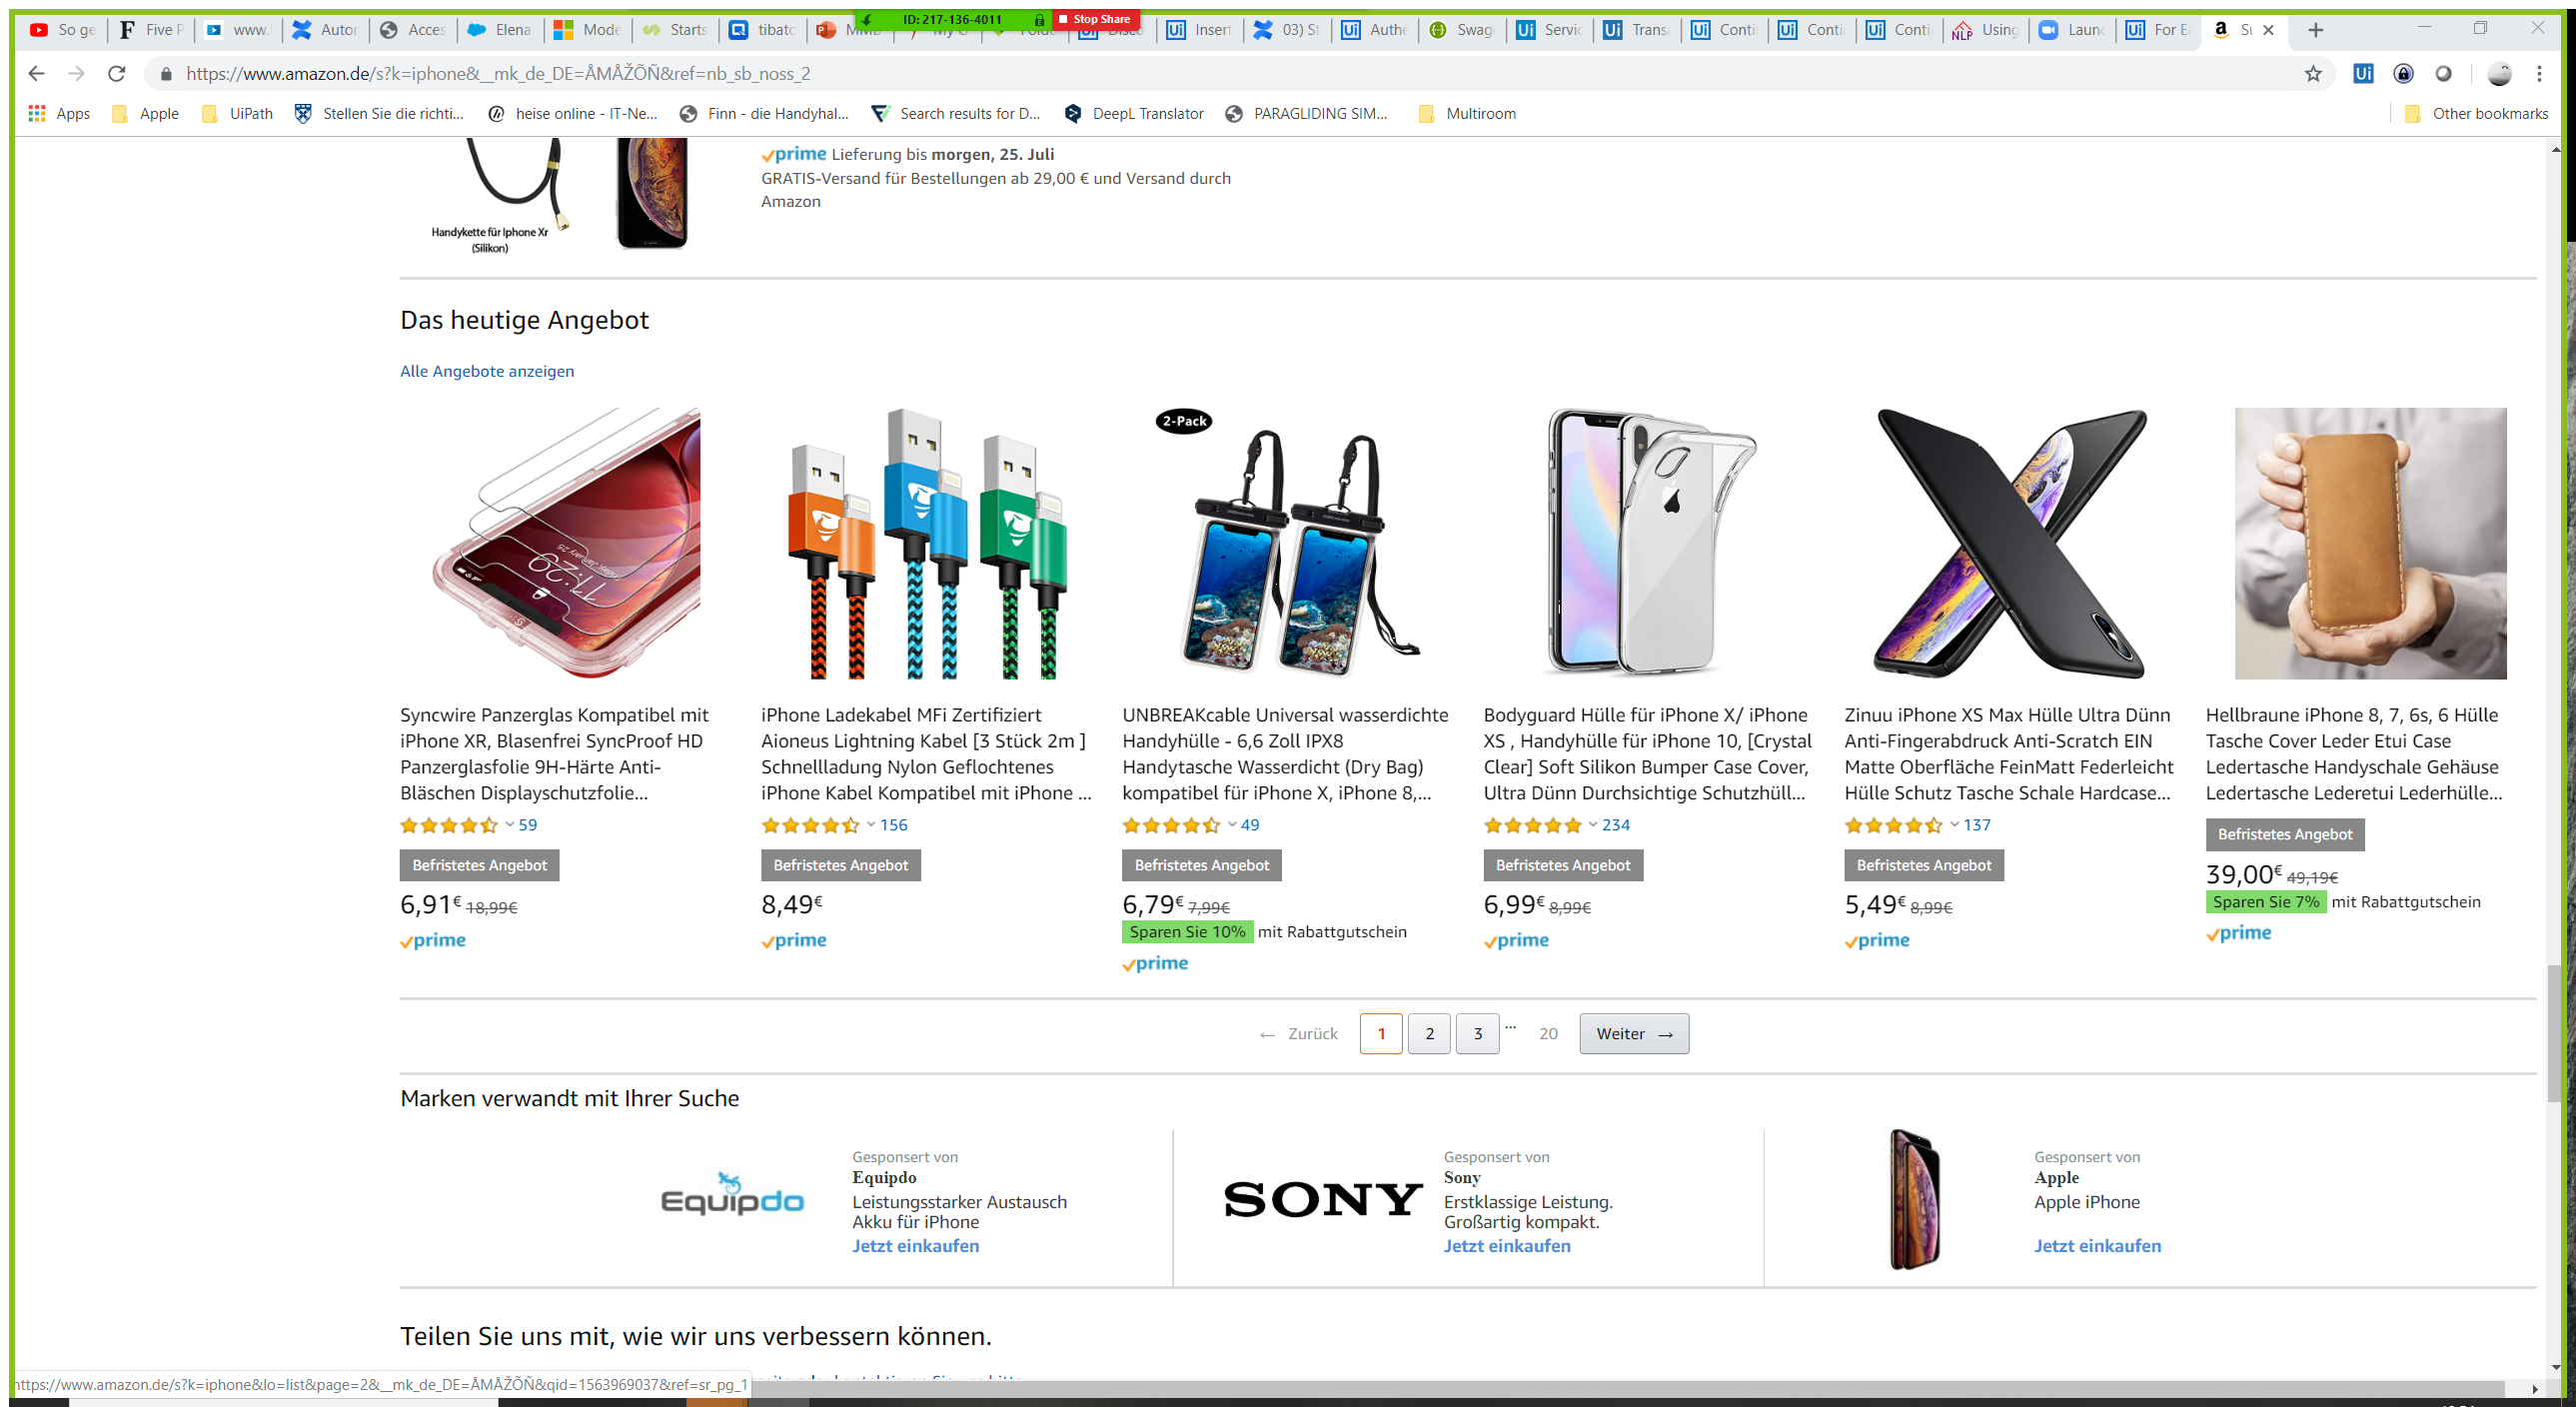 ID: 217-136-4011
Stop Share
So ge
Five P
www.
Autor
Acces
Elena
Mode
Starts
tibatc
Insert
03) St
Authe
Swag
Servic
Trans
Conti
Conti
Conti
Using
Launc
For Ea
Su
https://www.amazon.de/s?k=iphone&__mk_de_DE=ÅMÅŽÕÑ&ref=nb_sb_noss_2
Apps
Apple
UiPath
Stellen Sie die richti...
heise online - IT-Ne...
Finn - die Handyhal...
Search results for D...
DeepL Translator
PARAGLIDING SIM...
Multiroom
Other bookmarks
Handykette für Iphone Xr
(Silikon)
prime Lieferung bis morgen, 25. Juli
GRATIS-Versand für Bestellungen ab 29,00 € und Versand durch
Amazon
Das heutige Angebot
Alle Angebote anzeigen
2-Pack
Syncwire Panzerglas Kompatibel mit
iPhone XR, Blasenfrei SyncProof HD
Panzerglasfolie 9H-Härte Anti-
Bläschen Displayschutzfolie...
59
Befristetes Angebot
6,91€ 18,99€
prime
iPhone Ladekabel MFi Zertifiziert
Aioneus Lightning Kabel [3 Stück 2m ]
Schnellladung Nylon Geflochtenes
iPhone Kabel Kompatibel mit iPhone ...
156
Befristetes Angebot
8,49€
prime
UNBREAKcable Universal wasserdichte
Handyhülle - 6,6 Zoll IPX8
Handytasche Wasserdicht (Dry Bag)
kompatibel für iPhone X, iPhone 8,...
49
Befristetes Angebot
6,79€ 7,99€
Sparen Sie 10% mit Rabattgutschein
prime
Bodyguard Hülle für iPhone X/ iPhone
XS , Handyhülle für iPhone 10, [Crystal
Clear] Soft Silikon Bumper Case Cover,
Ultra Dünn Durchsichtige Schutzhüll...
234
Befristetes Angebot
6,99€ 8,99€
prime
Zinuu iPhone XS Max Hülle Ultra Dünn
Anti-Fingerabdruck Anti-Scratch EIN
Matte Oberfläche FeinMatt Federleicht
Hülle Schutz Tasche Schale Hardcase...
137
Befristetes Angebot
5,49€ 8,99€
prime
Hellbraune iPhone 8, 7, 6s, 6 Hülle
Tasche Cover Leder Etui Case
Ledertasche Handyschale Gehäuse
Ledertasche Lederetui Lederhülle...
Befristetes Angebot
39,00€ 49,19€
Sparen Sie 7% mit Rabattgutschein
prime
← Zurück 1 2 3 ... 20 Weiter →
Marken verwandt mit Ihrer Suche
Equipdo
Gesponsert von
Equipdo
Leistungsstarker Austausch
Akku für iPhone
Jetzt einkaufen
SONY
Gesponsert von
Sony
Erstklassige Leistung.
Großartig kompakt.
Jetzt einkaufen
Gesponsert von
Apple
Apple iPhone
Jetzt einkaufen
Teilen Sie uns mit, wie wir uns verbessern können.
https://www.amazon.de/s?k=iphone&lo=list&page=2&__mk_de_DE=ÅMÅŽÕÑ&qid=1563969037&ref=sr_pg_1